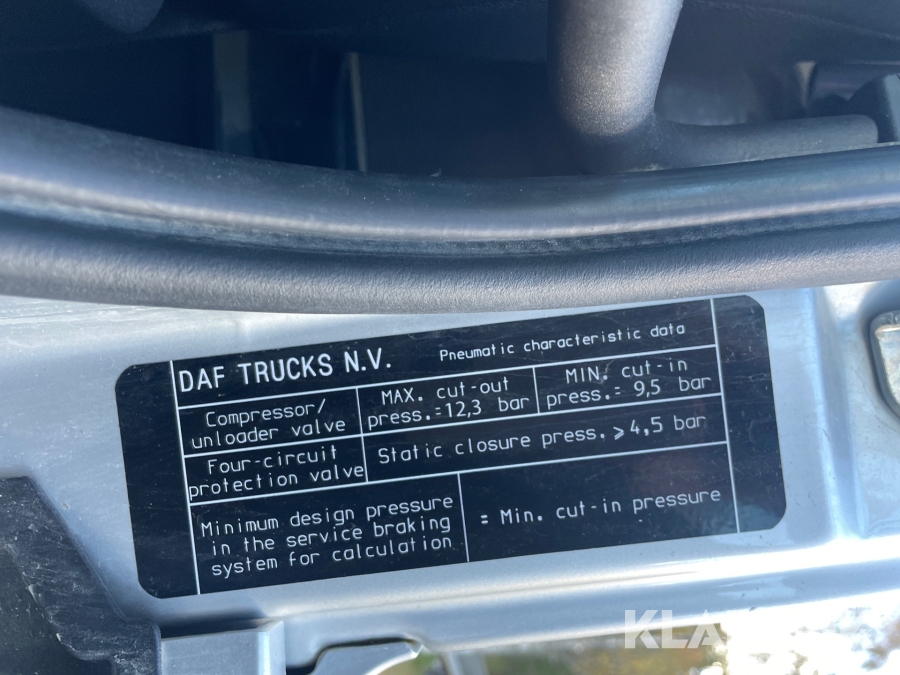 DAF TRUCKS N.V. Pneumatic characteristic data
Compressor/
unloader valve
MAX. cut-out
press.=12,3 bar
MIN. cut-in
press.= 9,5 bar
Four-circuit
protection valve
Static closure press. ⩾4,5 bar
Minimum design pressure
in the service braking
system for calculation
= Min. cut-in pressure